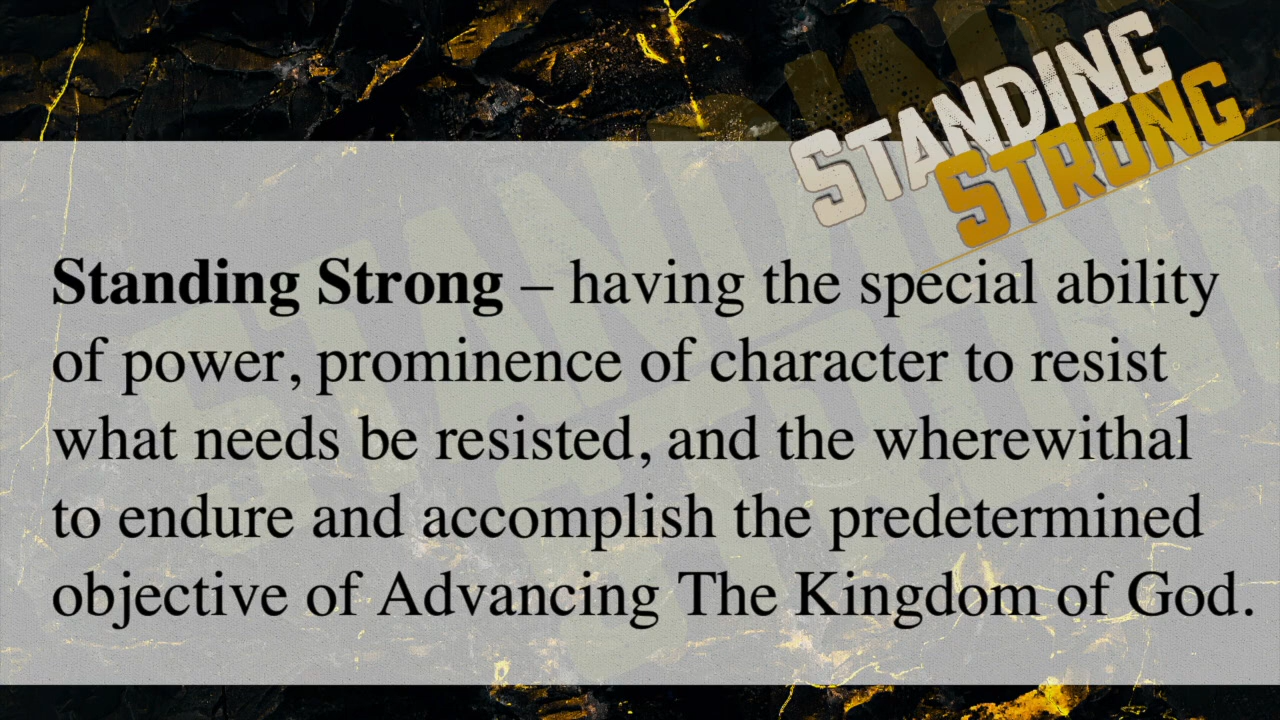 STANDING
STRONG
Standing Strong – having the special ability
of power, prominence of character to resist
what needs be resisted, and the wherewithal
to endure and accomplish the predetermined
objective of Advancing The Kingdom of God.